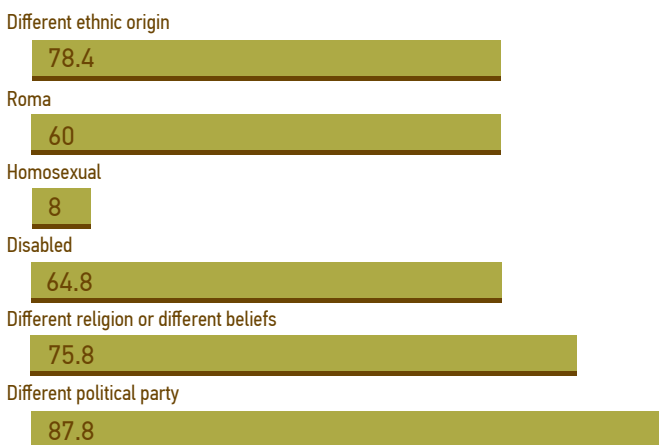 Different ethnic origin
78.4
Roma
60
Homosexual
8
Disabled
64.8
Different religion or different beliefs
75.8
Different political party
87.8